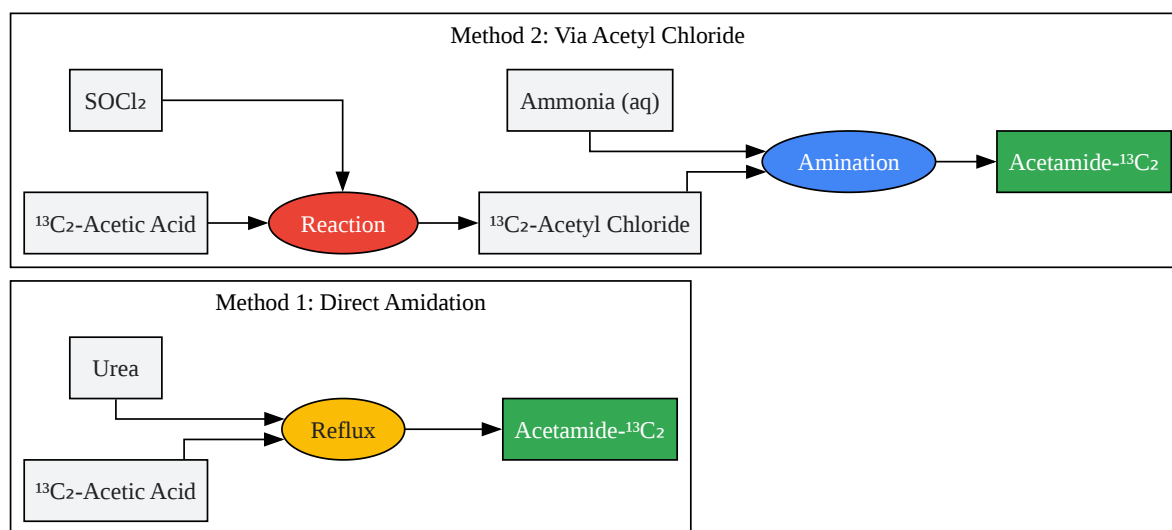 Method 2: Via Acetyl Chloride
SOCl₂
Ammonia (aq)
Amination
Acetamide-¹³C₂
¹³C₂-Acetic Acid
Reaction
¹³C₂-Acetyl Chloride
Method 1: Direct Amidation
Urea
Reflux
Acetamide-¹³C₂
¹³C₂-Acetic Acid